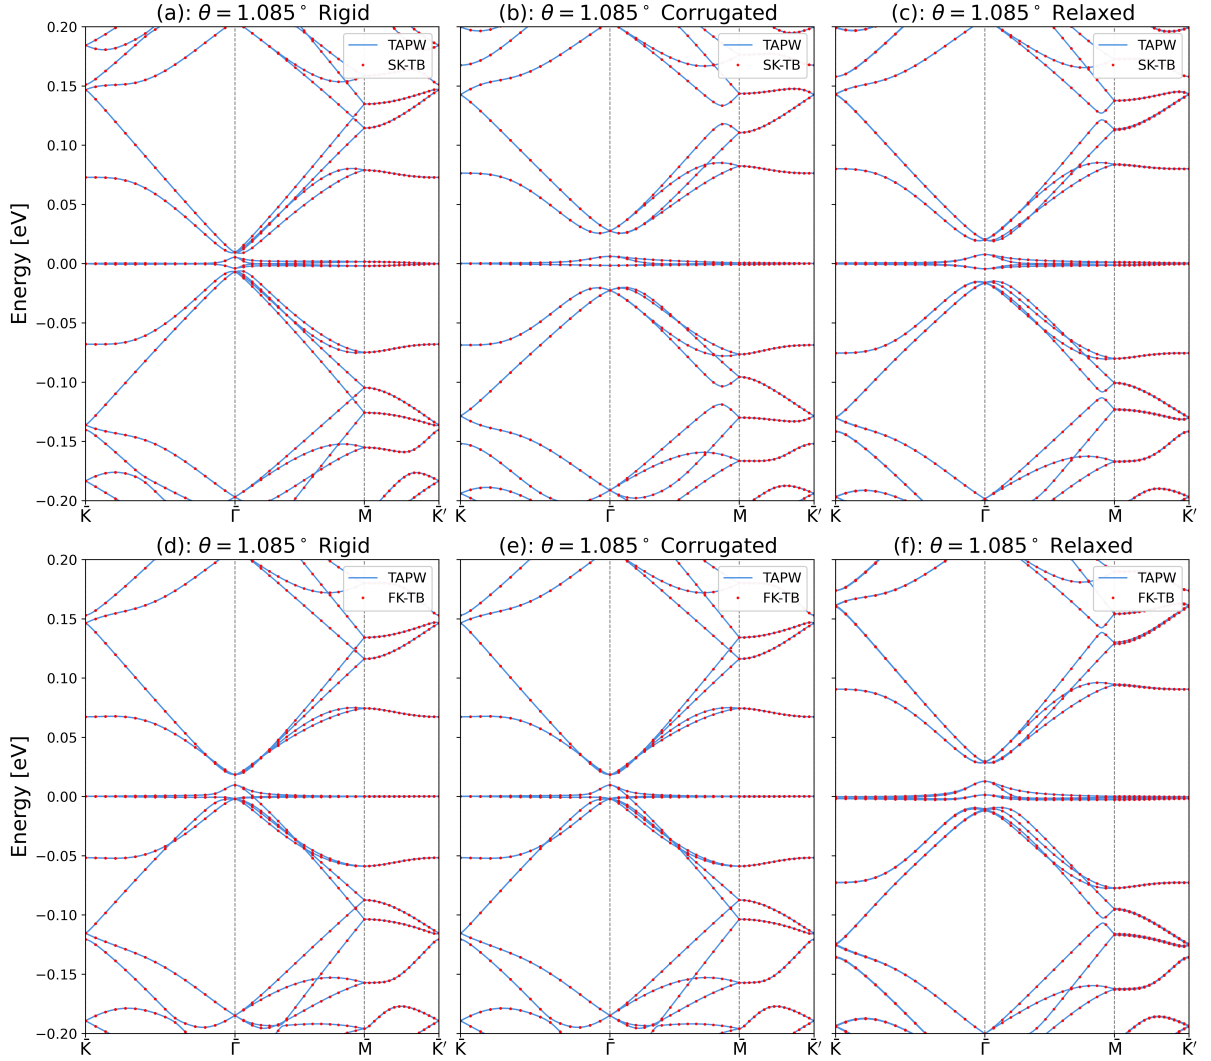 (a): θ = 1.085° Rigid
(b): θ = 1.085° Corrugated
(c): θ = 1.085° Relaxed
TAPW
SK-TB
TAPW
SK-TB
TAPW
SK-TB
Energy [eV]
0.20
0.15
0.10
0.05
0.00
−0.05
−0.10
−0.15
−0.20
K̄ Γ̄ M̄ K̄′
K̄ Γ̄ M̄ K̄′
K̄ Γ̄ M̄ K̄′
(d): θ = 1.085° Rigid
(e): θ = 1.085° Corrugated
(f): θ = 1.085° Relaxed
TAPW
FK-TB
TAPW
FK-TB
TAPW
FK-TB
Energy [eV]
0.20
0.15
0.10
0.05
0.00
−0.05
−0.10
−0.15
−0.20
K̄ Γ̄ M̄ K̄′
K̄ Γ̄ M̄ K̄′
K̄ Γ̄ M̄ K̄′